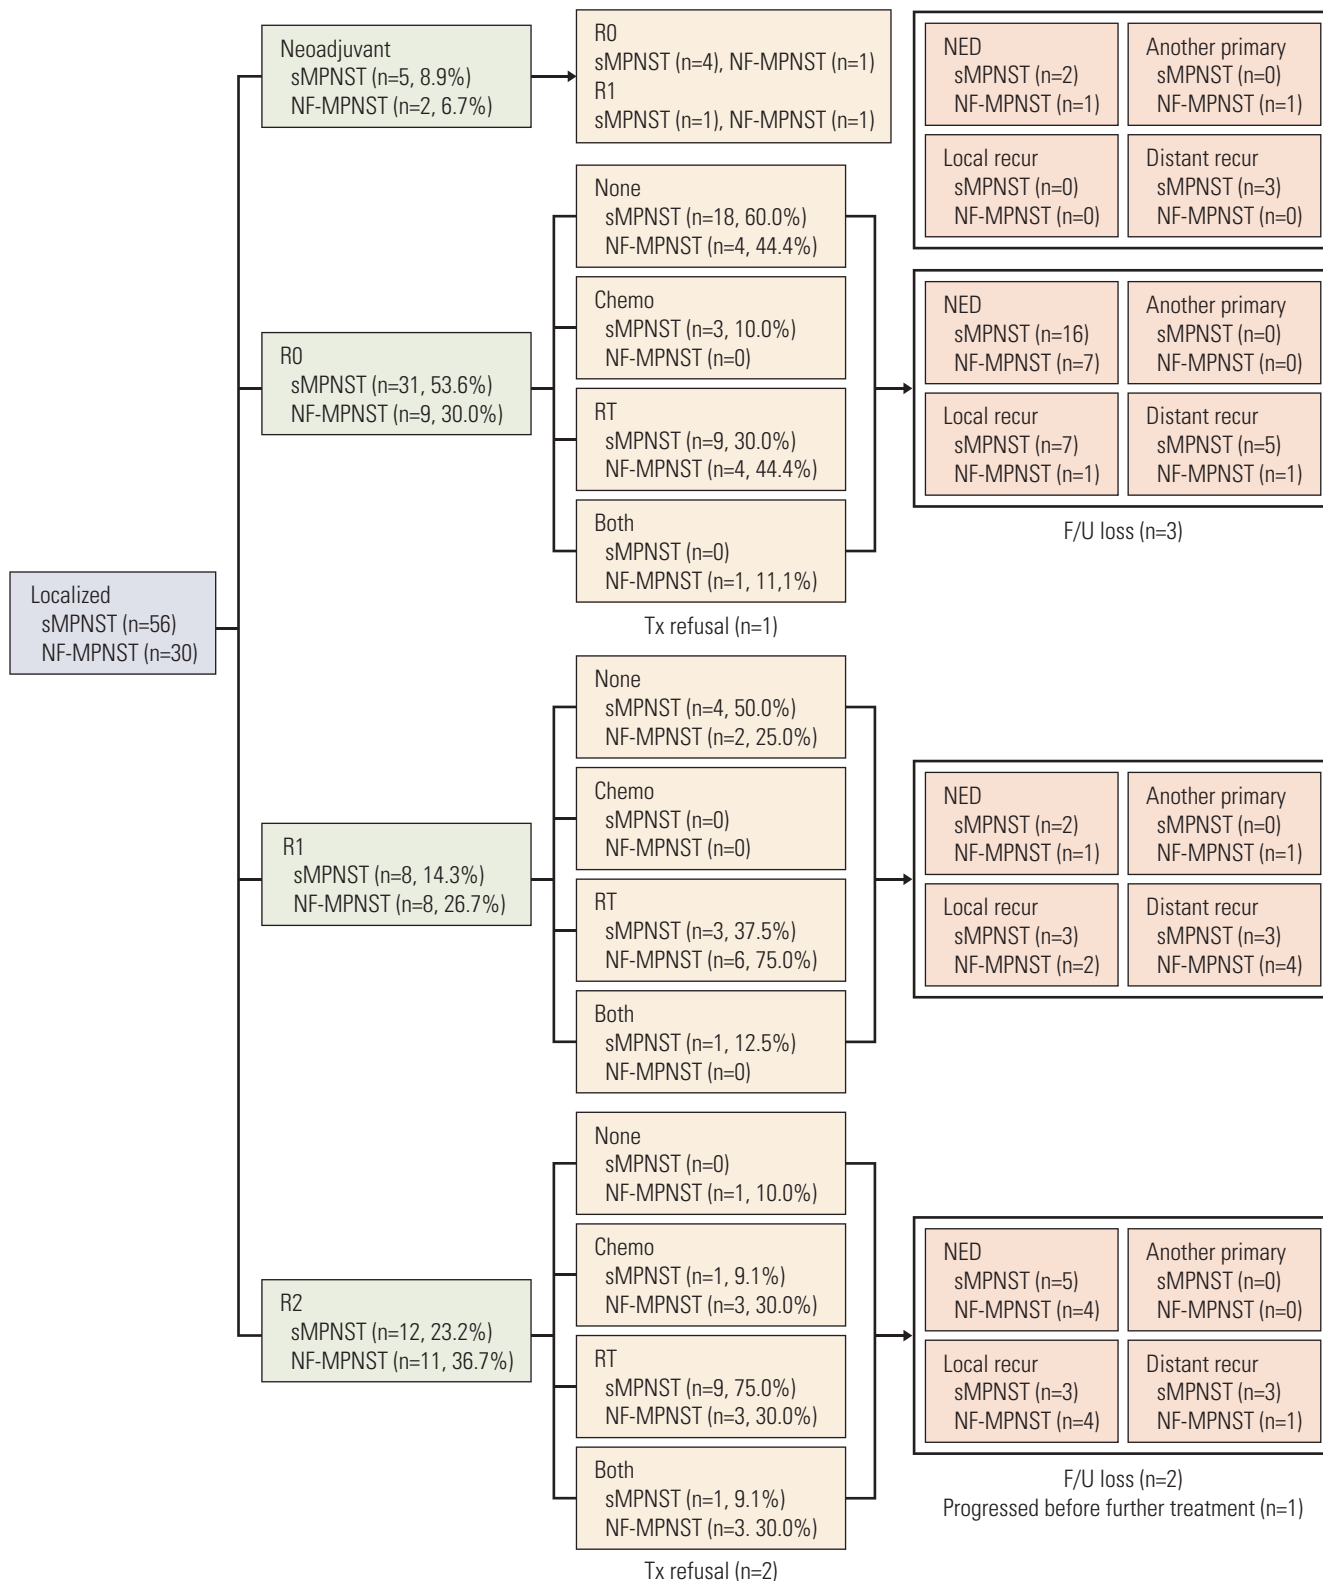 Localized
sMPNST (n=56)
NF-MPNST (n=30)
Neoadjuvant
sMPNST (n=5, 8.9%)
NF-MPNST (n=2, 6.7%)
R0
sMPNST (n=4), NF-MPNST (n=1)
R1
sMPNST (n=1), NF-MPNST (n=1)
NED
sMPNST (n=2)
NF-MPNST (n=1)
Another primary
sMPNST (n=0)
NF-MPNST (n=1)
Local recur
sMPNST (n=0)
NF-MPNST (n=0)
Distant recur
sMPNST (n=3)
NF-MPNST (n=0)
R0
sMPNST (n=31, 53.6%)
NF-MPNST (n=9, 30.0%)
None
sMPNST (n=18, 60.0%)
NF-MPNST (n=4, 44.4%)
Chemo
sMPNST (n=3, 10.0%)
NF-MPNST (n=0)
RT
sMPNST (n=9, 30.0%)
NF-MPNST (n=4, 44.4%)
Both
sMPNST (n=0)
NF-MPNST (n=1, 11,1%)
Tx refusal (n=1)
NED
sMPNST (n=16)
NF-MPNST (n=7)
Another primary
sMPNST (n=0)
NF-MPNST (n=0)
Local recur
sMPNST (n=7)
NF-MPNST (n=1)
Distant recur
sMPNST (n=5)
NF-MPNST (n=1)
F/U loss (n=3)
R1
sMPNST (n=8, 14.3%)
NF-MPNST (n=8, 26.7%)
None
sMPNST (n=4, 50.0%)
NF-MPNST (n=2, 25.0%)
Chemo
sMPNST (n=0)
NF-MPNST (n=0)
RT
sMPNST (n=3, 37.5%)
NF-MPNST (n=6, 75.0%)
Both
sMPNST (n=1, 12.5%)
NF-MPNST (n=0)
NED
sMPNST (n=2)
NF-MPNST (n=1)
Another primary
sMPNST (n=0)
NF-MPNST (n=1)
Local recur
sMPNST (n=3)
NF-MPNST (n=2)
Distant recur
sMPNST (n=3)
NF-MPNST (n=4)
R2
sMPNST (n=12, 23.2%)
NF-MPNST (n=11, 36.7%)
None
sMPNST (n=0)
NF-MPNST (n=1, 10.0%)
Chemo
sMPNST (n=1, 9.1%)
NF-MPNST (n=3, 30.0%)
RT
sMPNST (n=9, 75.0%)
NF-MPNST (n=3, 30.0%)
Both
sMPNST (n=1, 9.1%)
NF-MPNST (n=3. 30.0%)
Tx refusal (n=2)
NED
sMPNST (n=5)
NF-MPNST (n=4)
Another primary
sMPNST (n=0)
NF-MPNST (n=0)
Local recur
sMPNST (n=3)
NF-MPNST (n=4)
Distant recur
sMPNST (n=3)
NF-MPNST (n=1)
F/U loss (n=2)
Progressed before further treatment (n=1)